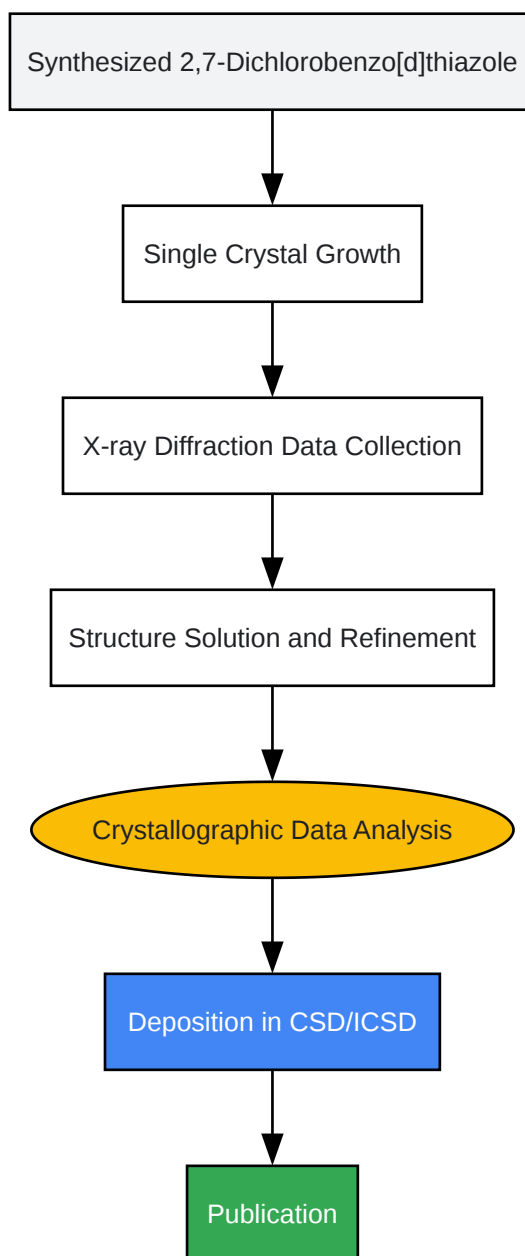 Synthesized 2,7-Dichlorobenzo[d]thiazole
Single Crystal Growth
X-ray Diffraction Data Collection
Structure Solution and Refinement
Crystallographic Data Analysis
Deposition in CSD/ICSD
Publication